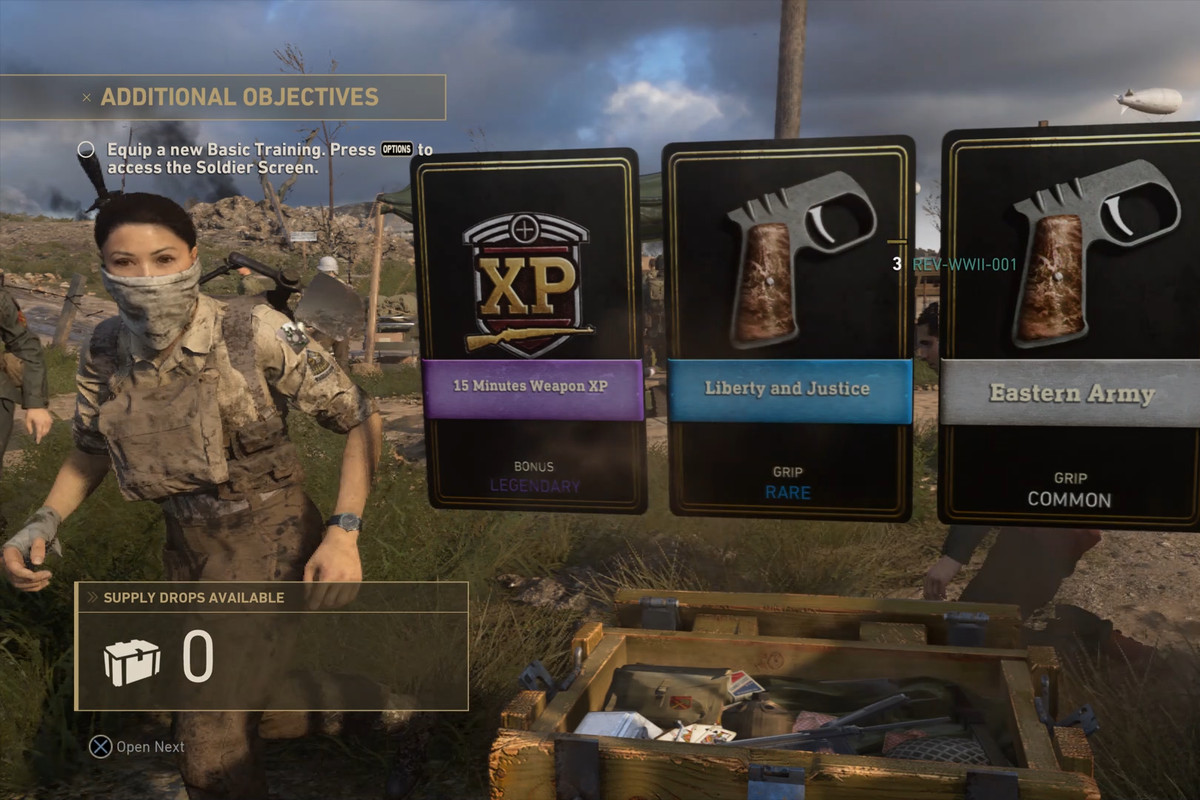 × ADDITIONAL OBJECTIVES
Equip a new Basic Training. Press OPTIONS to
access the Soldier Screen.
XP
15 Minutes Weapon XP
BONUS
LEGENDARY
Liberty and Justice
GRIP
RARE
3 REV-WWII-001
Eastern Army
GRIP
COMMON
SUPPLY DROPS AVAILABLE
0
Open Next